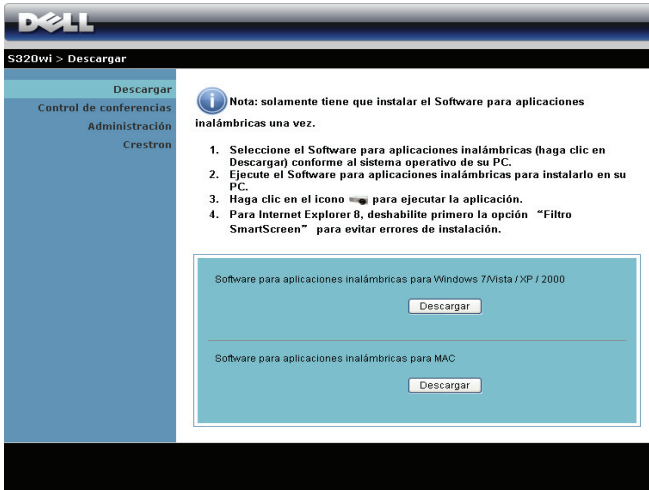 DELL
S320wi > Descargar
Descargar
Control de conferencias
Administración
Crestron
Nota: solamente tiene que instalar el Software para aplicaciones
inalámbricas una vez.
1. Seleccione el Software para aplicaciones inalámbricas (haga clic en
Descargar) conforme al sistema operativo de su PC.
2. Ejecute el Software para aplicaciones inalámbricas para instalarlo en su
PC.
3. Haga clic en el icono para ejecutar la aplicación.
4. Para Internet Explorer 8, deshabilite primero la opción “Filtro
SmartScreen” para evitar errores de instalación.
Software para aplicaciones inalámbricas para Windows 7/Vista / XP / 2000
Descargar
Software para aplicaciones inalámbricas para MAC
Descargar